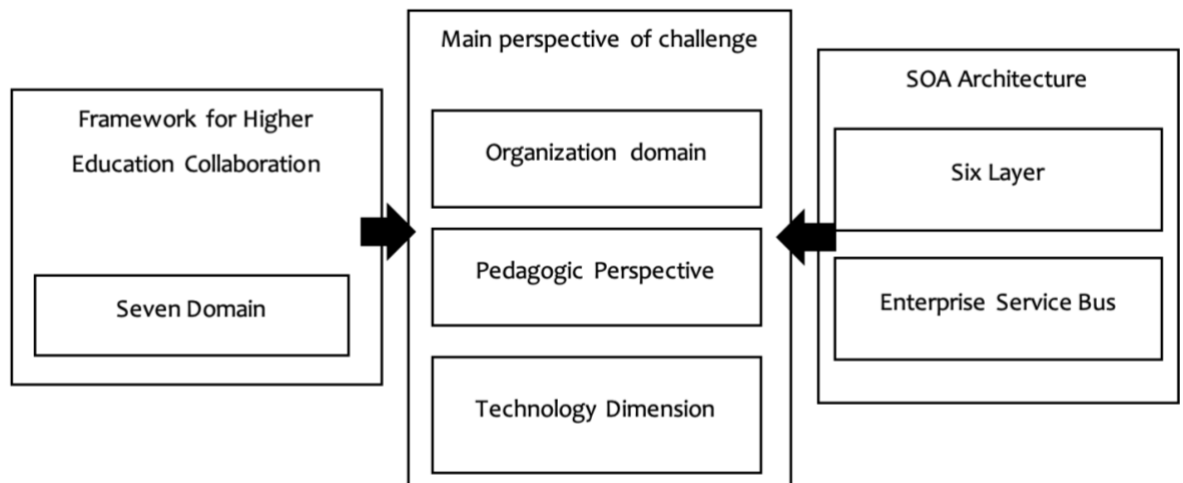 Framework for Higher
Education Collaboration
Seven Domain
Main perspective of challenge
Organization domain
Pedagogic Perspective
Technology Dimension
SOA Architecture
Six Layer
Enterprise Service Bus